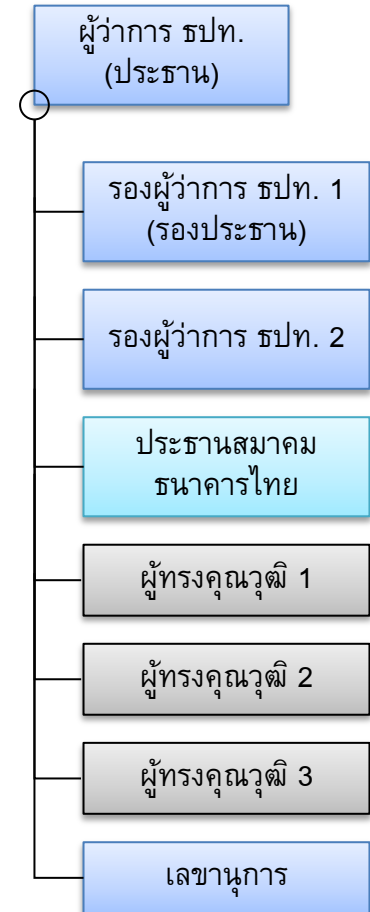 ผู้ว่าการ ธปท.
(ประธาน)
รองผู้ว่าการ ธปท. 1
(รองประธาน)
รองผู้ว่าการ ธปท. 2
ประธานสมาคม
ธนาคารไทย
ผู้ทรงคุณวุฒิ 1
ผู้ทรงคุณวุฒิ 2
ผู้ทรงคุณวุฒิ 3
เลขานุการ